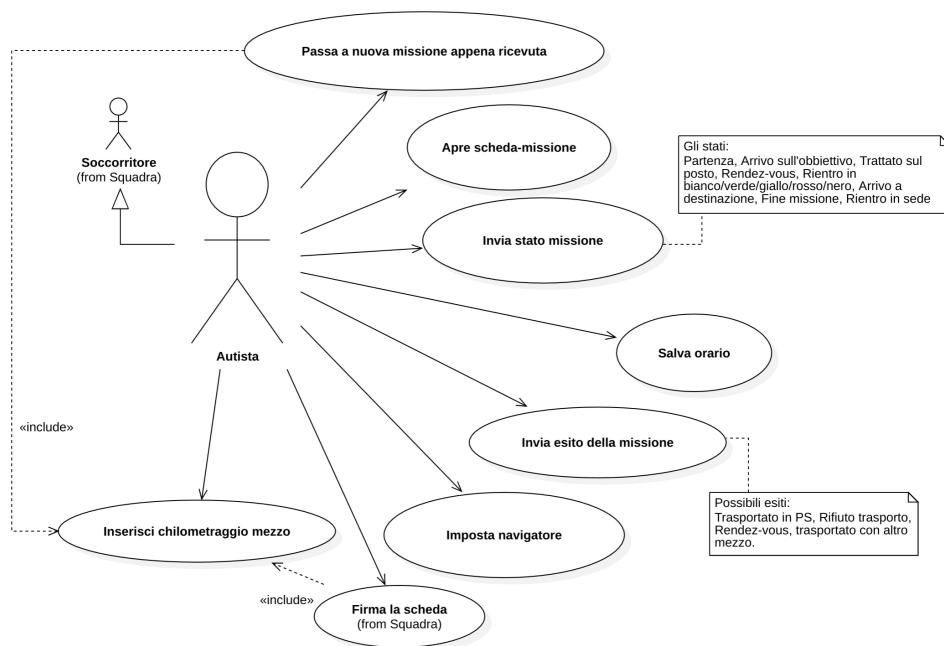 Passa a nuova missione appena ricevuta
Apre scheda-missione
Gli stati:
Partenza, Arrivo sull'obbiettivo, Trattato sul
posto, Rendez-vous, Rientro in
bianco/verde/giallo/rosso/nero, Arrivo a
destinazione, Fine missione, Rientro in sede
Soccorritore
(from Squadra)
Invia stato missione
Autista
Salva orario
«include»
Invia esito della missione
Possibili esiti:
Trasportato in PS, Rifiuto trasporto,
Rendez-vous, trasportato con altro
mezzo.
Inserisci chilometraggio mezzo
Imposta navigatore
«include»
Firma la scheda
(from Squadra)